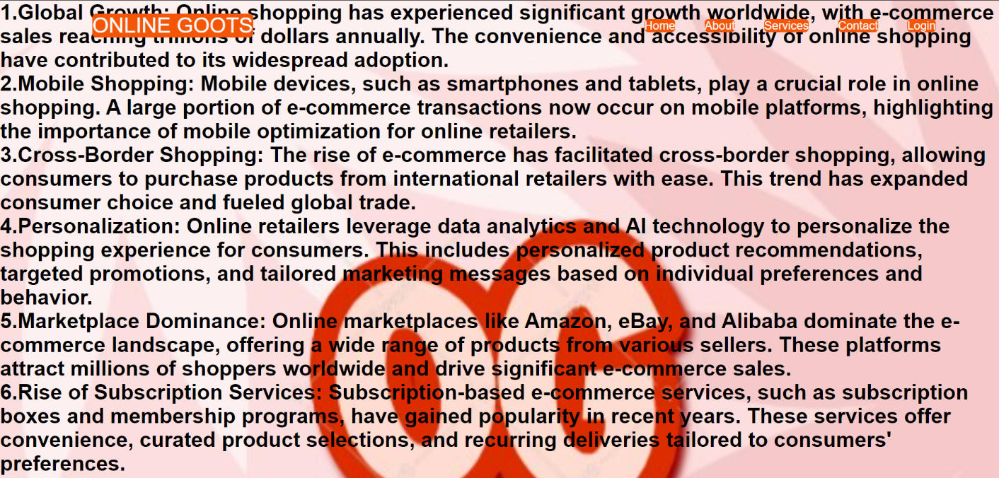 ONLINE GOOTS
Home About Services Contact Login
1.Global Growth: Online shopping has experienced significant growth worldwide, with e-commerce
sales reaching trillions of dollars annually. The convenience and accessibility of online shopping
have contributed to its widespread adoption.
2.Mobile Shopping: Mobile devices, such as smartphones and tablets, play a crucial role in online
shopping. A large portion of e-commerce transactions now occur on mobile platforms, highlighting
the importance of mobile optimization for online retailers.
3.Cross-Border Shopping: The rise of e-commerce has facilitated cross-border shopping, allowing
consumers to purchase products from international retailers with ease. This trend has expanded
consumer choice and fueled global trade.
4.Personalization: Online retailers leverage data analytics and AI technology to personalize the
shopping experience for consumers. This includes personalized product recommendations,
targeted promotions, and tailored marketing messages based on individual preferences and
behavior.
5.Marketplace Dominance: Online marketplaces like Amazon, eBay, and Alibaba dominate the e-
commerce landscape, offering a wide range of products from various sellers. These platforms
attract millions of shoppers worldwide and drive significant e-commerce sales.
6.Rise of Subscription Services: Subscription-based e-commerce services, such as subscription
boxes and membership programs, have gained popularity in recent years. These services offer
convenience, curated product selections, and recurring deliveries tailored to consumers'
preferences.